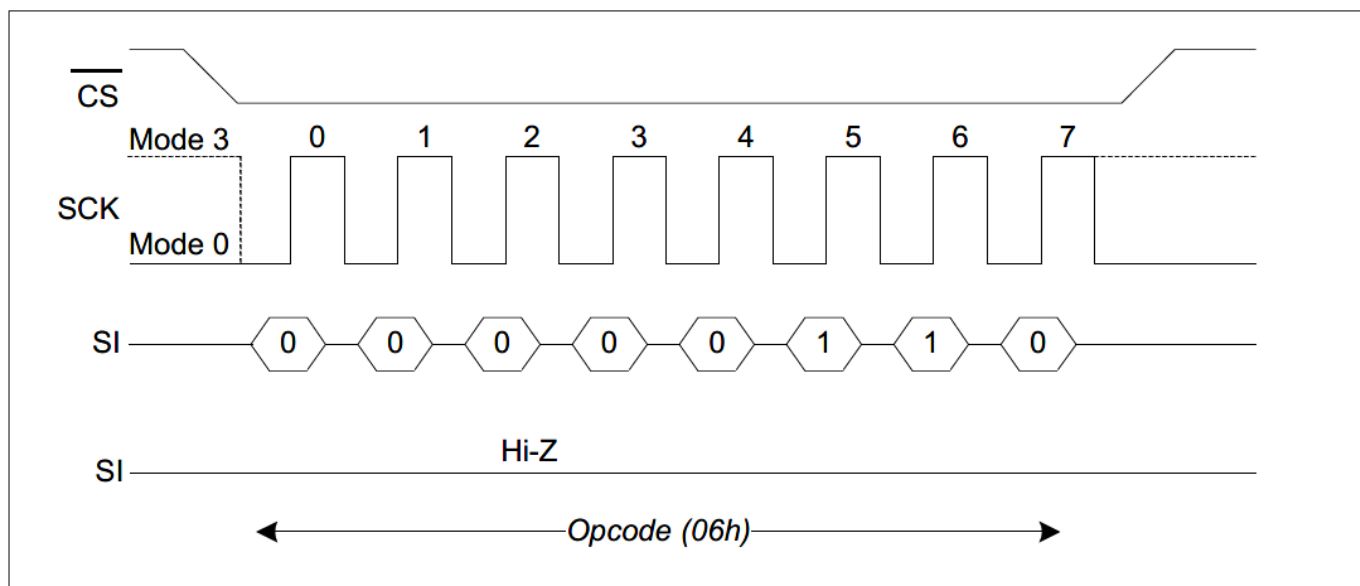 CS
Mode 3 0 1 2 3 4 5 6 7
SCK
Mode 0
SI 0 0 0 0 0 1 1 0
Hi-Z
SI
Opcode (06h)